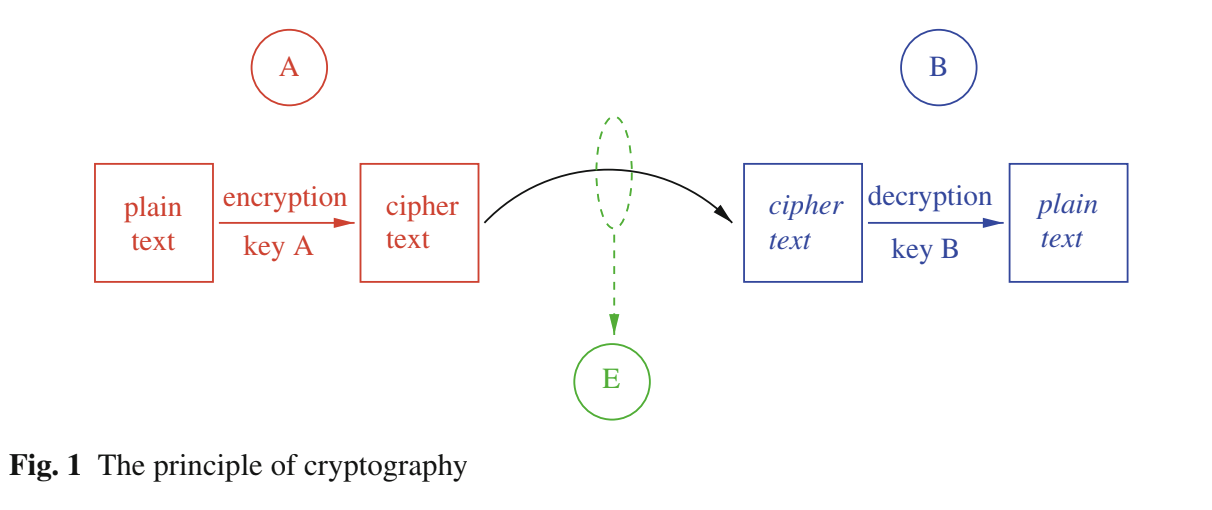 A
B
plain
text
encryption
key A
cipher
text
cipher
text
decryption
key B
plain
text
E
Fig. 1 The principle of cryptography